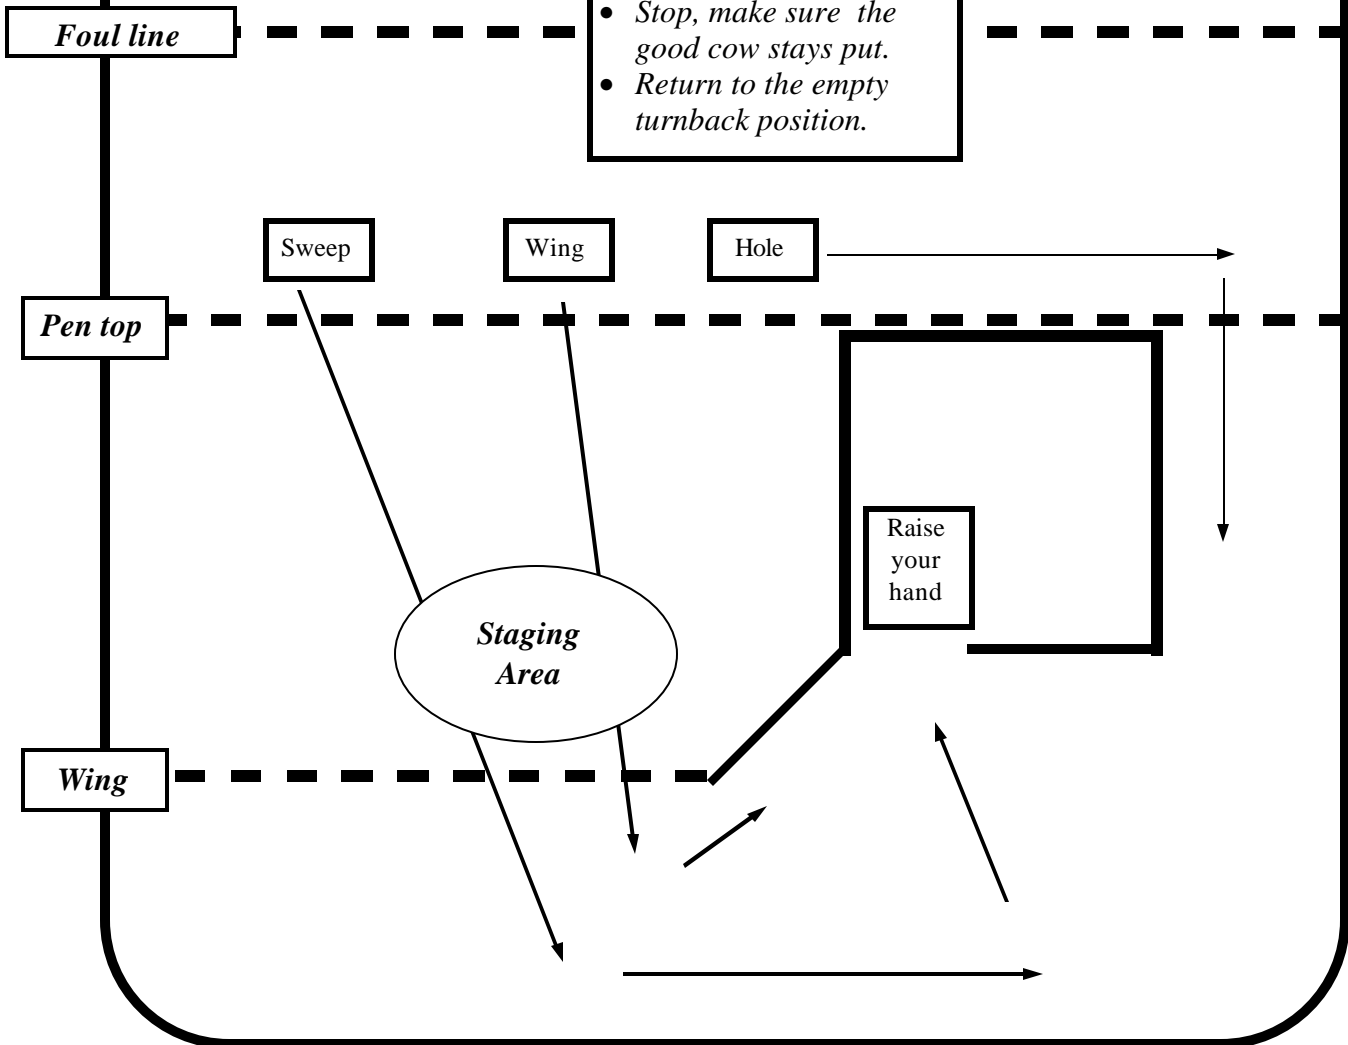 Foul line
• Stop, make sure the
good cow stays put.
• Return to the empty
turnback position.
Sweep
Wing
Hole
Pen top
Raise
your
hand
Staging
Area
Wing